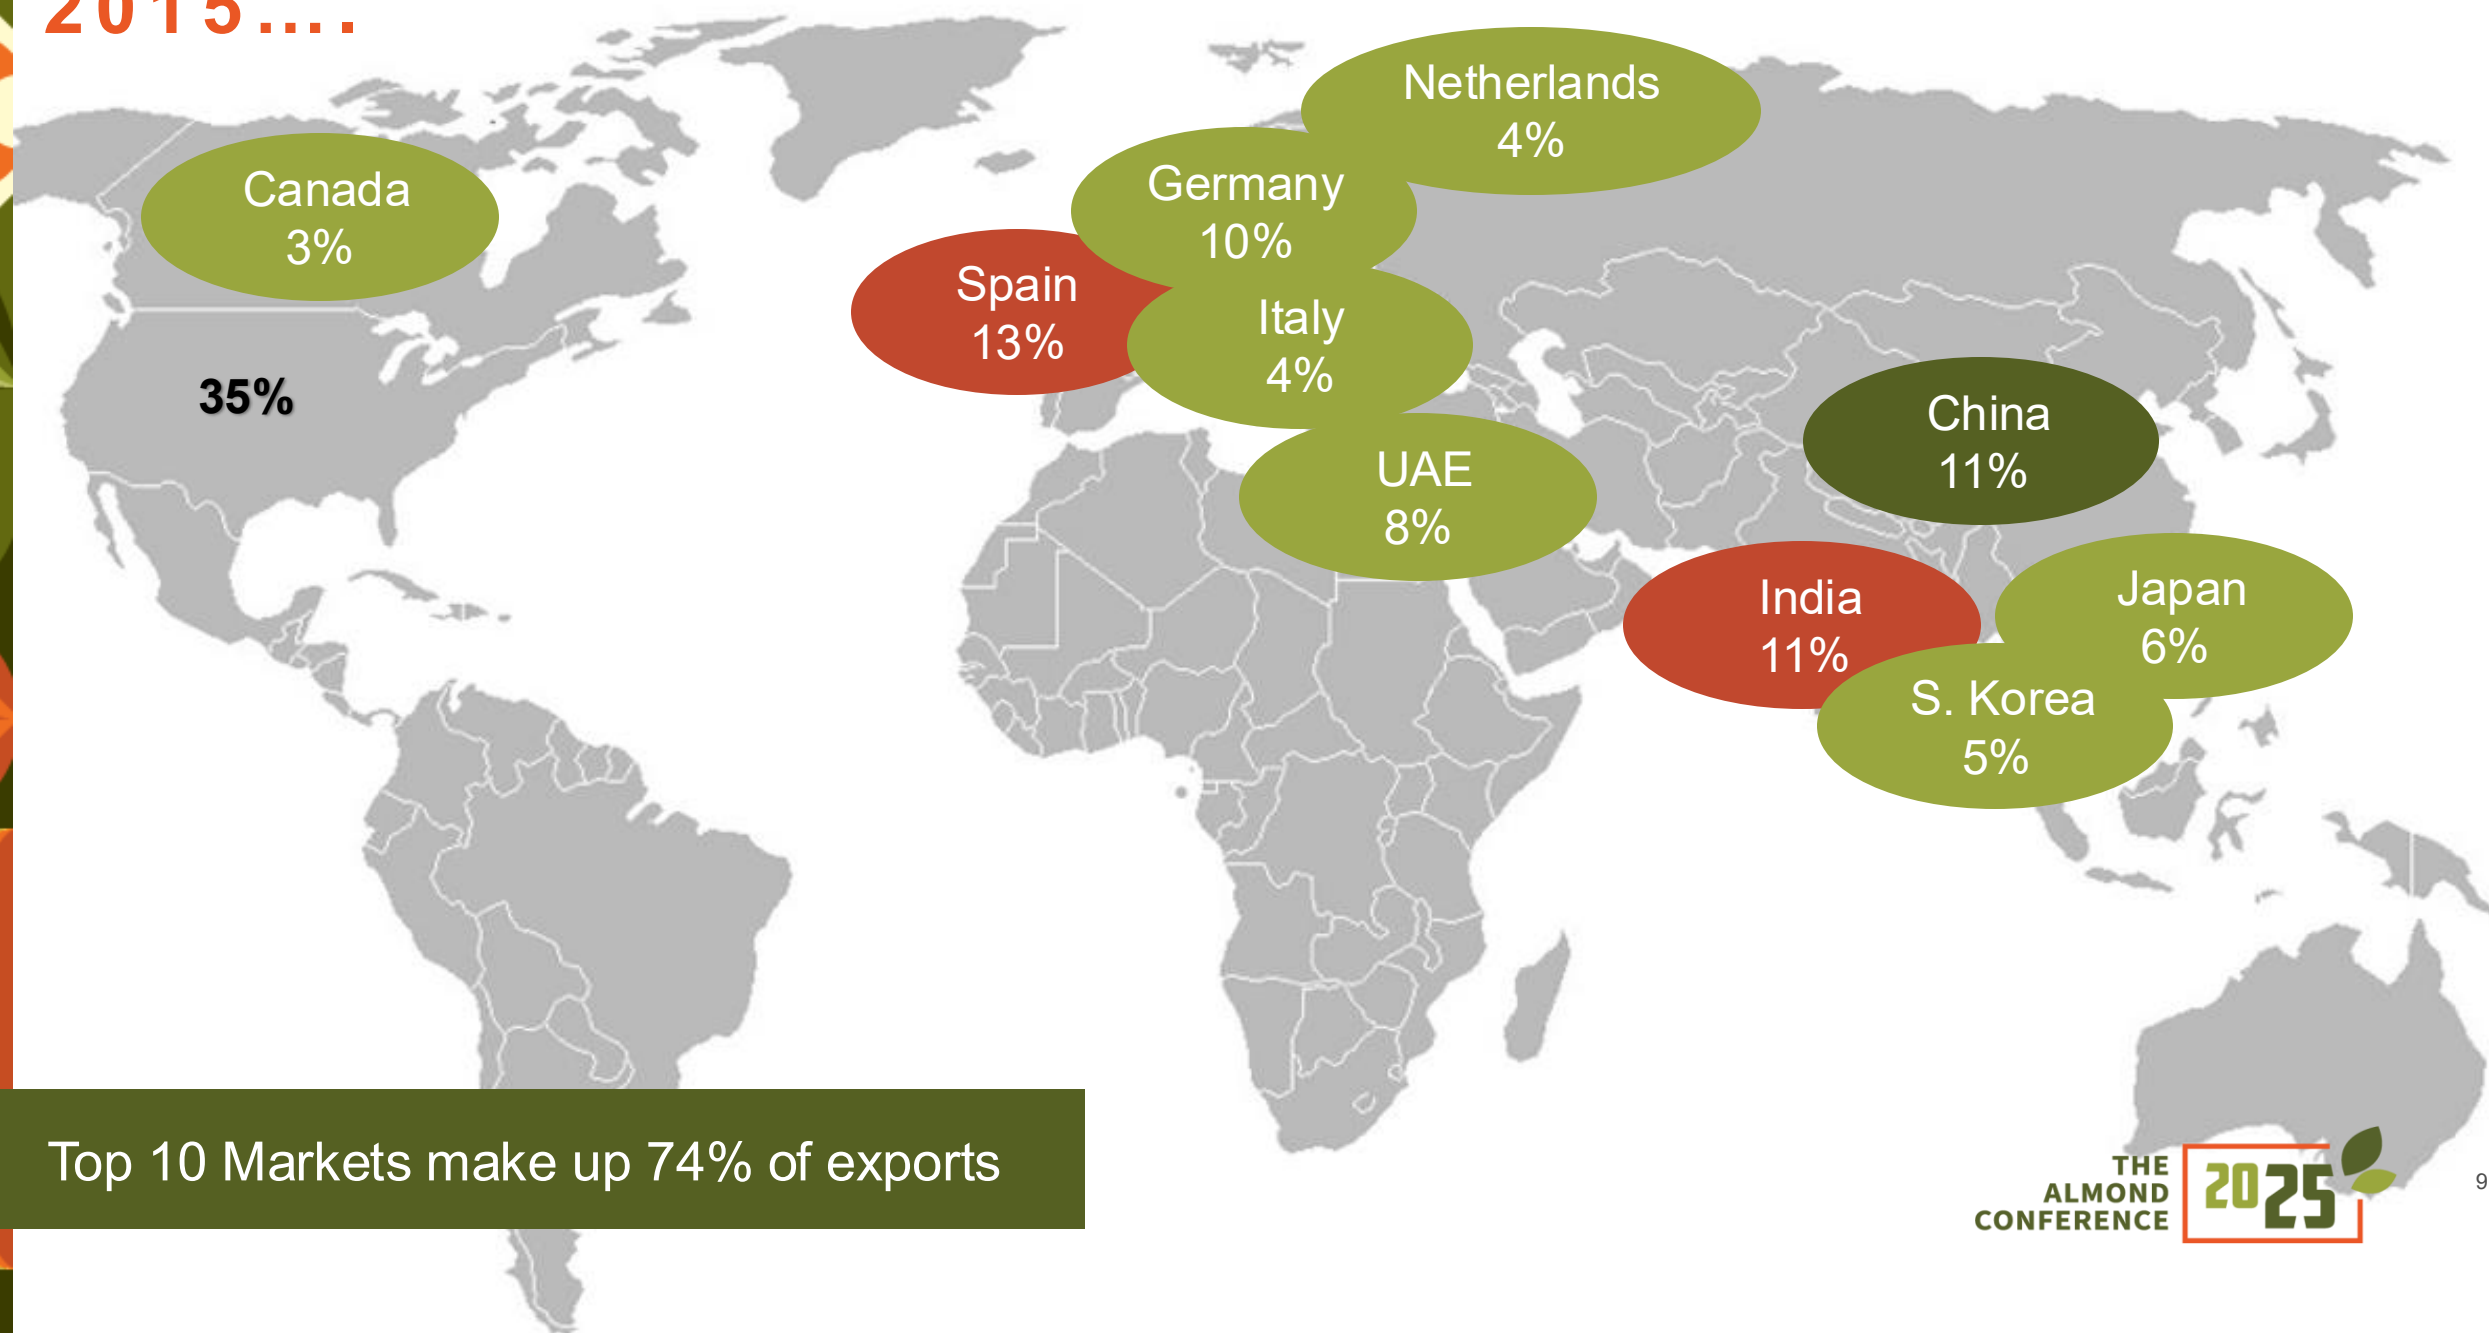 2015....
Netherlands
4%
Canada
3%
Germany
10%
Spain
13%
Italy
4%
35%
China
11%
UAE
8%
India
11%
Japan
6%
S. Korea
5%
Top 10 Markets make up 74% of exports
THE
ALMOND
CONFERENCE
2025
9